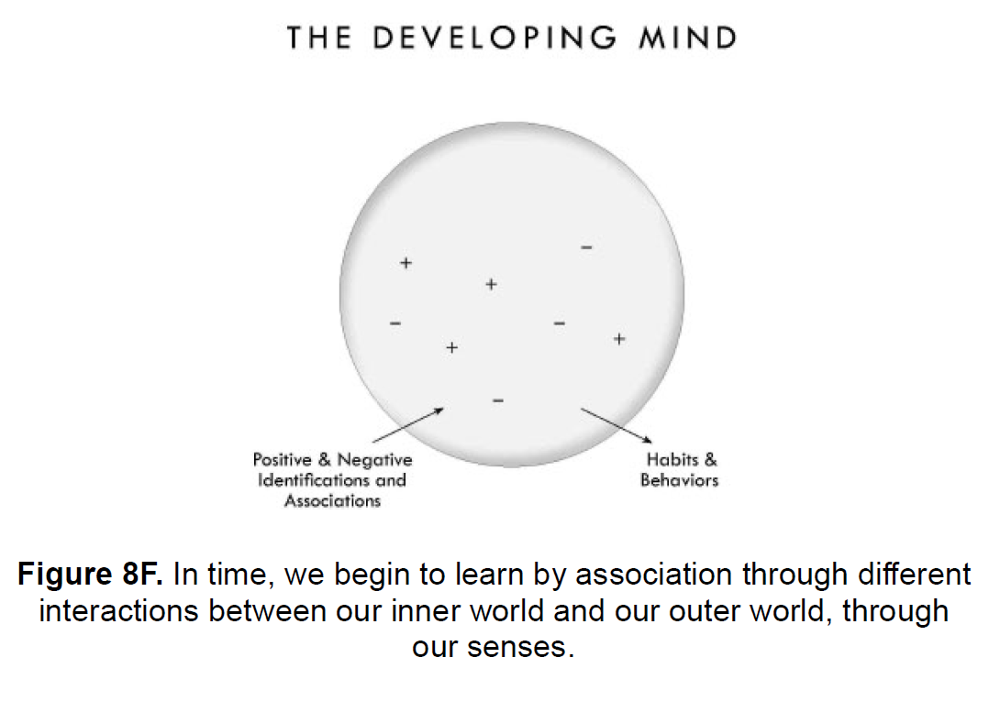 THE DEVELOPING MIND
+
−
+
−
−
+
+
−
Positive & Negative
Identifications and
Associations
Habits &
Behaviors
Figure 8F. In time, we begin to learn by association through different
interactions between our inner world and our outer world, through
our senses.